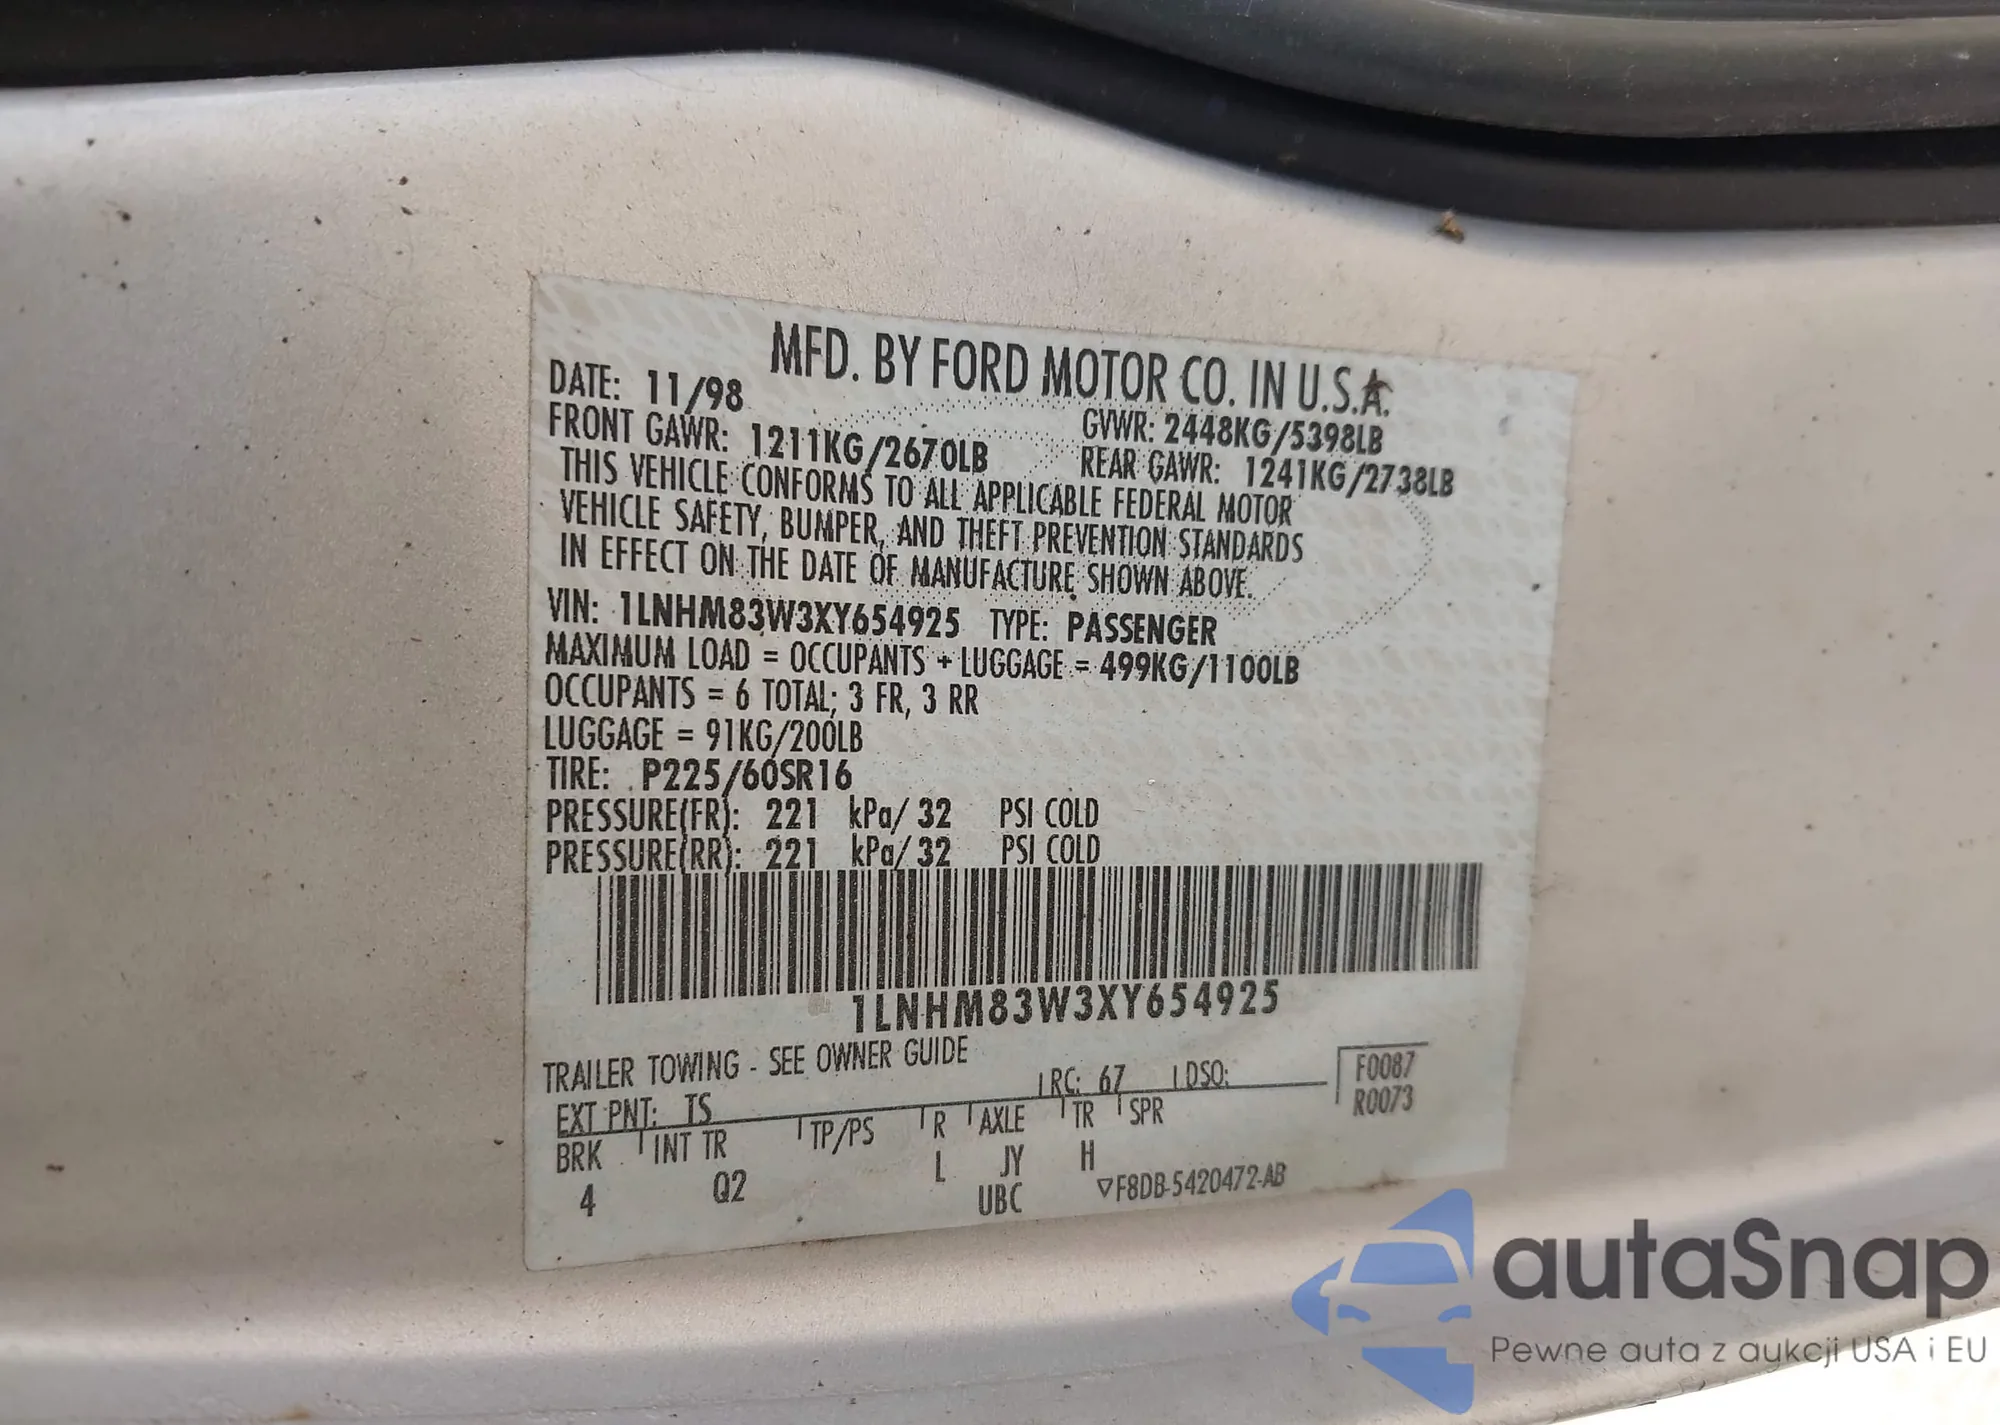 MFD. BY FORD MOTOR CO. IN U.S.A.
DATE: 11/98 GVWR: 2448KG/5398LB
FRONT GAWR: 1211KG/2670LB REAR GAWR: 1241KG/2738LB
THIS VEHICLE CONFORMS TO ALL APPLICABLE FEDERAL MOTOR
VEHICLE SAFETY, BUMPER, AND THEFT PREVENTION STANDARDS
IN EFFECT ON THE DATE OF MANUFACTURE SHOWN ABOVE.
VIN: 1LNHM83W3XY654925 TYPE: PASSENGER
MAXIMUM LOAD = OCCUPANTS + LUGGAGE = 499KG/1100LB
OCCUPANTS = 6 TOTAL; 3 FR, 3 RR
LUGGAGE = 91KG/200LB
TIRE: P225/60SR16
PRESSURE(FR): 221 kPa/ 32 PSI COLD
PRESSURE(RR): 221 kPa/ 32 PSI COLD
1LNHM83W3XY654925
TRAILER TOWING - SEE OWNER GUIDE
EXT PNT: TS RC: 67 DSO: F0087
R0073
BRK INT TR TP/PS R AXLE TR SPR
4 Q2 L JY H
UBC ▽F8DB-5420472-AB
autaSnap
Pewne auta z aukcji USA i EU